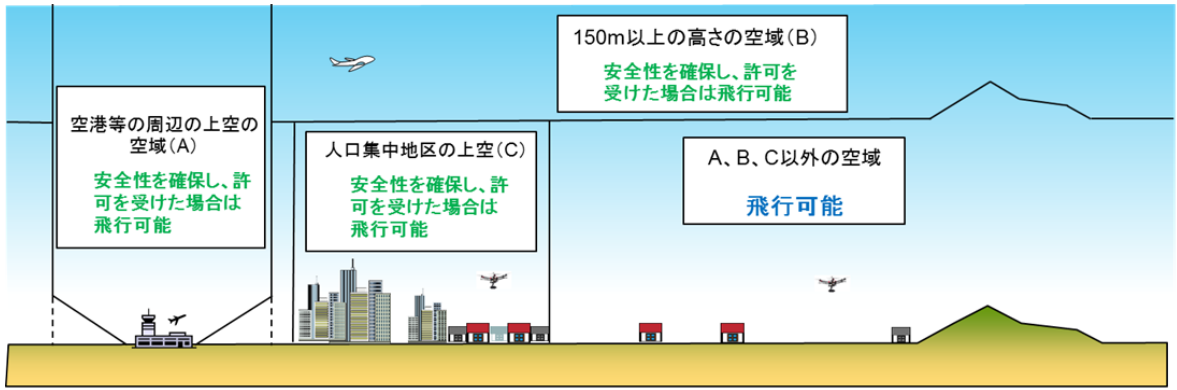 150m以上の高さの空域(B)
安全性を確保し、許可を
受けた場合は飛行可能
空港等の周辺の上空の
空域(A)
安全性を確保し、許
可を受けた場合は
飛行可能
人口集中地区の上空(C)
安全性を確保し、許
可を受けた場合は
飛行可能
A、B、C以外の空域
飛行可能